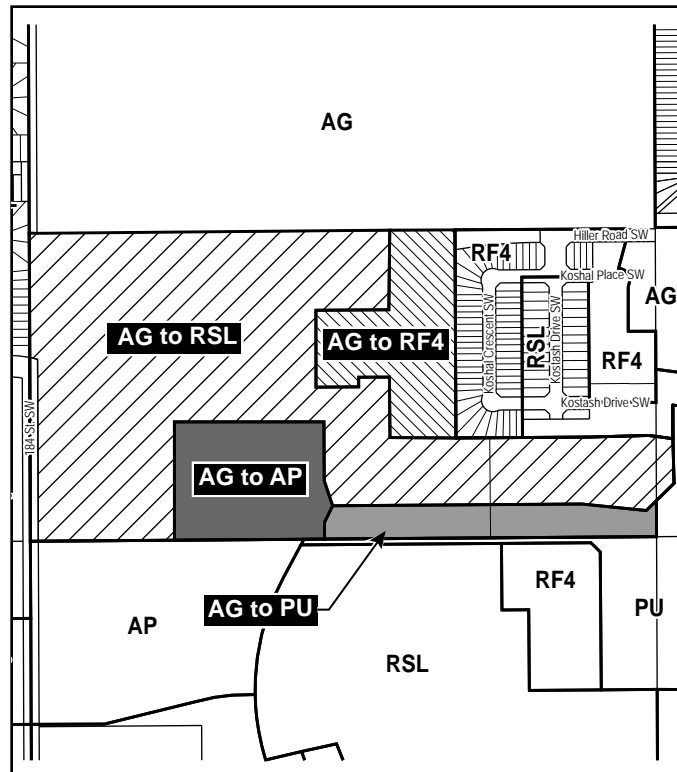 AG
Hiller Road SW
RF4
Koshal Place SW
AG
AG to RSL
AG to RF4
Koshal Crescent SW
RSL
Kostash Drive SW
RF4
Kostash Drive SW
184 St. SW
AG to AP
AG to PU
RF4
PU
AP
RSL